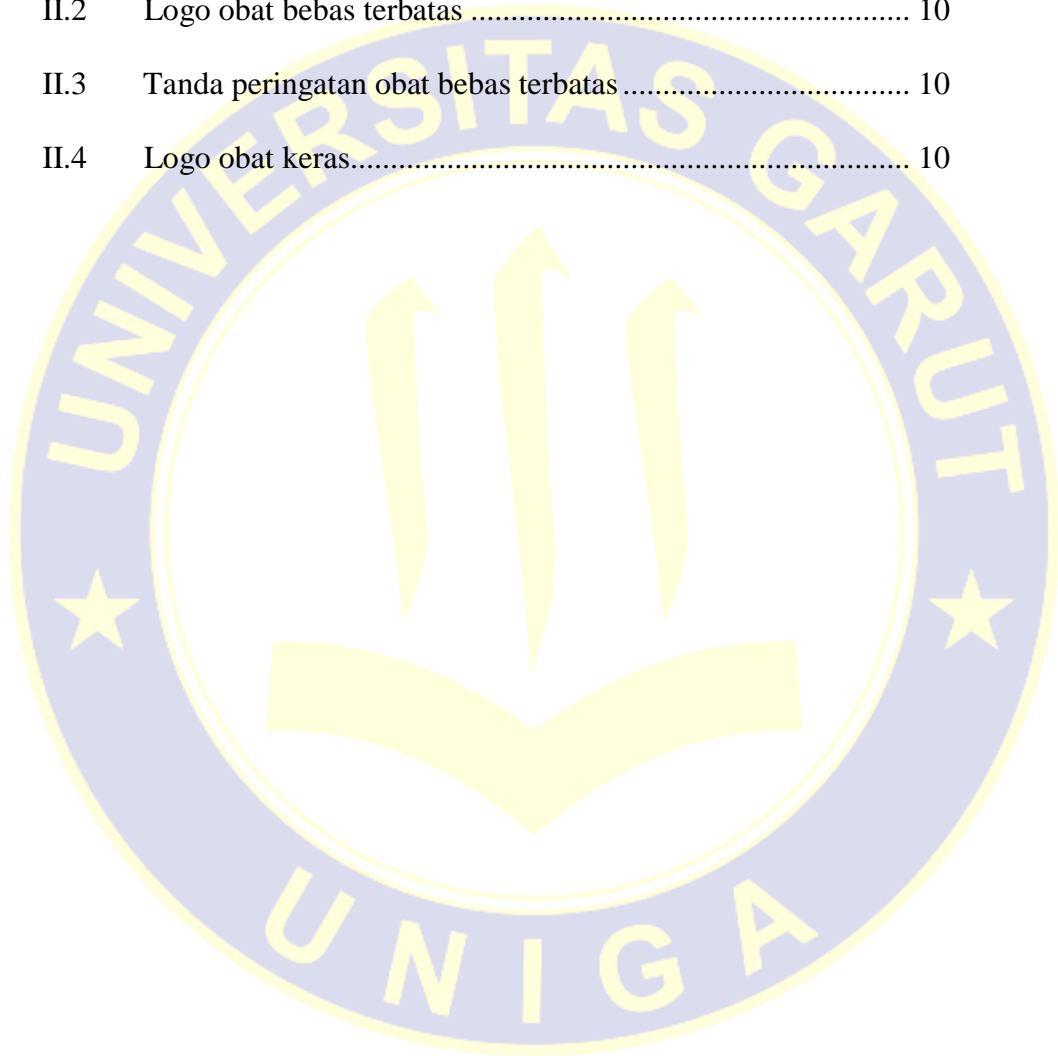 II.2 Logo obat bebas terbatas ........................................................ 10
II.3 Tanda peringatan obat bebas terbatas ..................................... 10
II.4 Logo obat keras........................................................................ 10
UNIVERSITAS GARUT
UNIGA